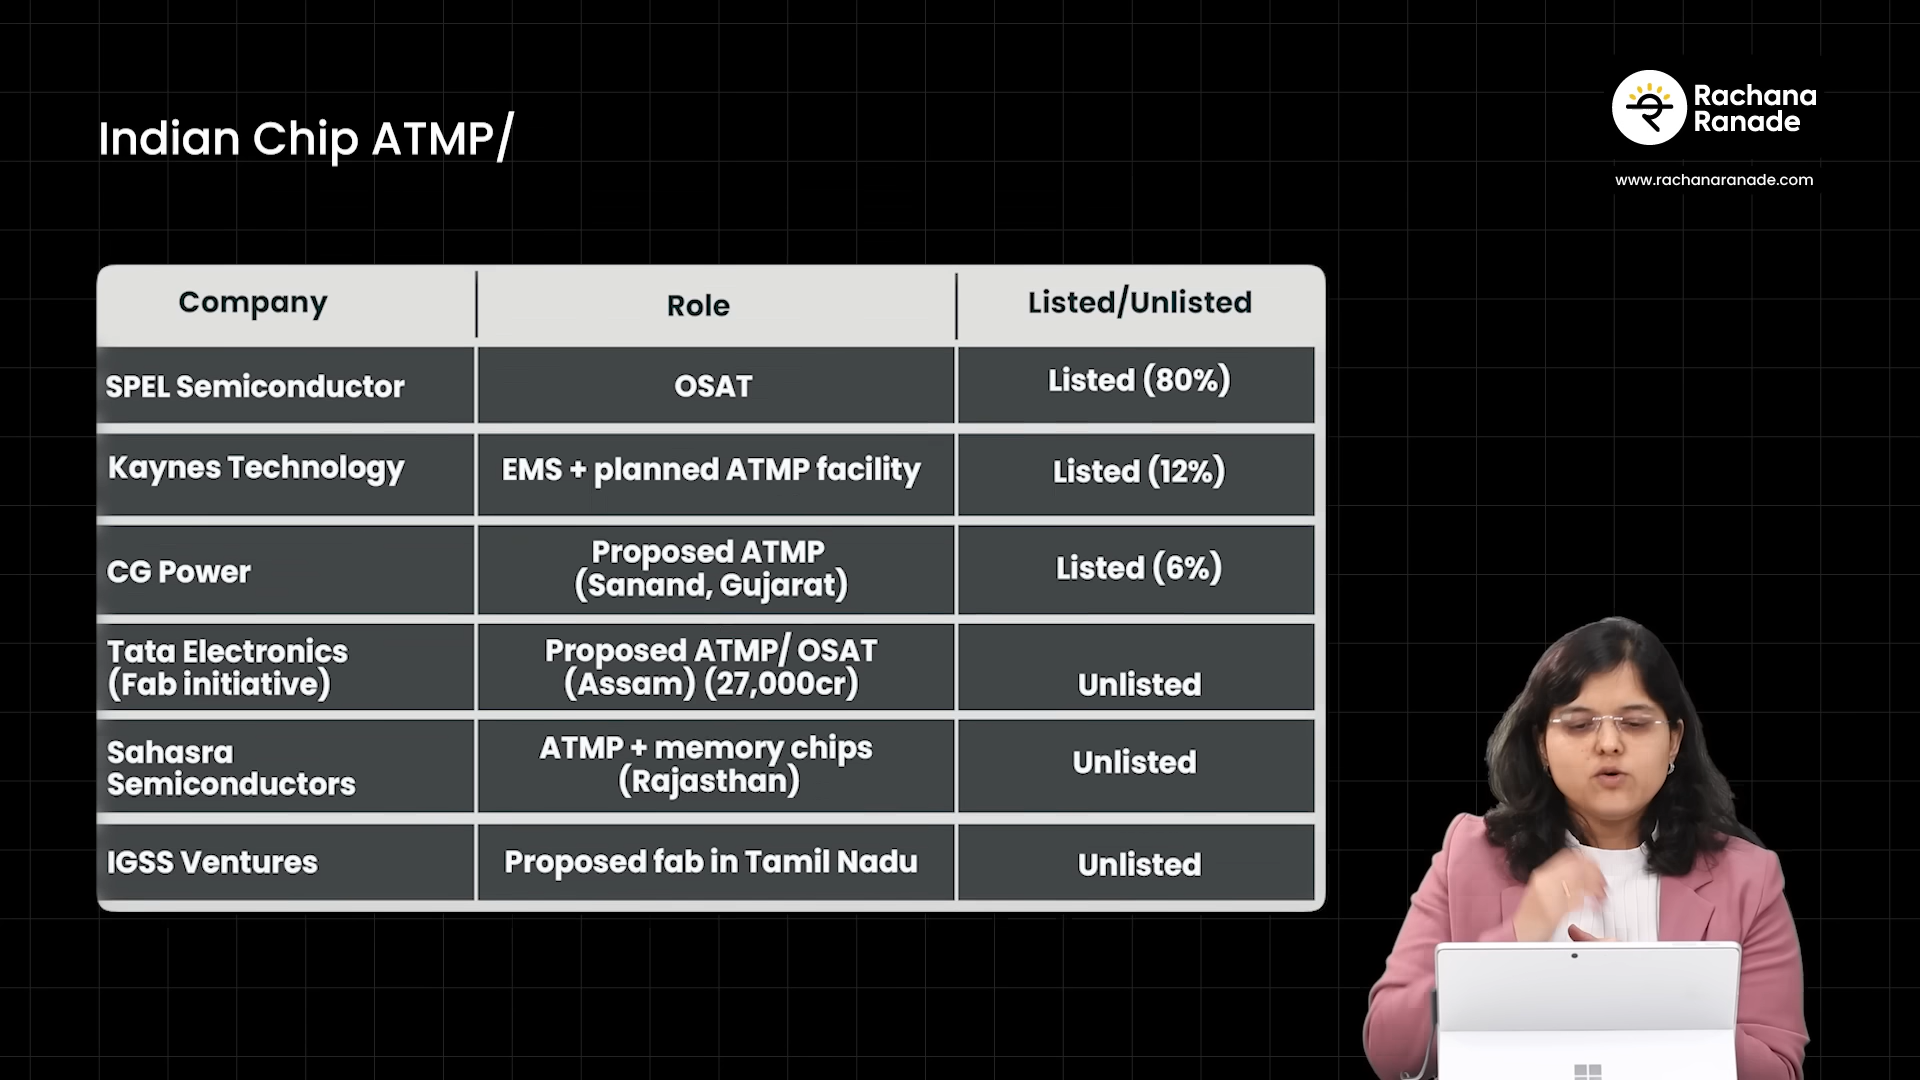 Indian Chip ATMP/
Rachana
Ranade
www.rachanaranade.com
Company
Role
Listed/Unlisted
SPEL Semiconductor
OSAT
Listed (80%)
Kaynes Technology
EMS + planned ATMP facility
Listed (12%)
CG Power
Proposed ATMP
(Sanand, Gujarat)
Listed (6%)
Tata Electronics
(Fab initiative)
Proposed ATMP/ OSAT
(Assam) (27,000cr)
Unlisted
Sahasra
Semiconductors
ATMP + memory chips
(Rajasthan)
Unlisted
IGSS Ventures
Proposed fab in Tamil Nadu
Unlisted